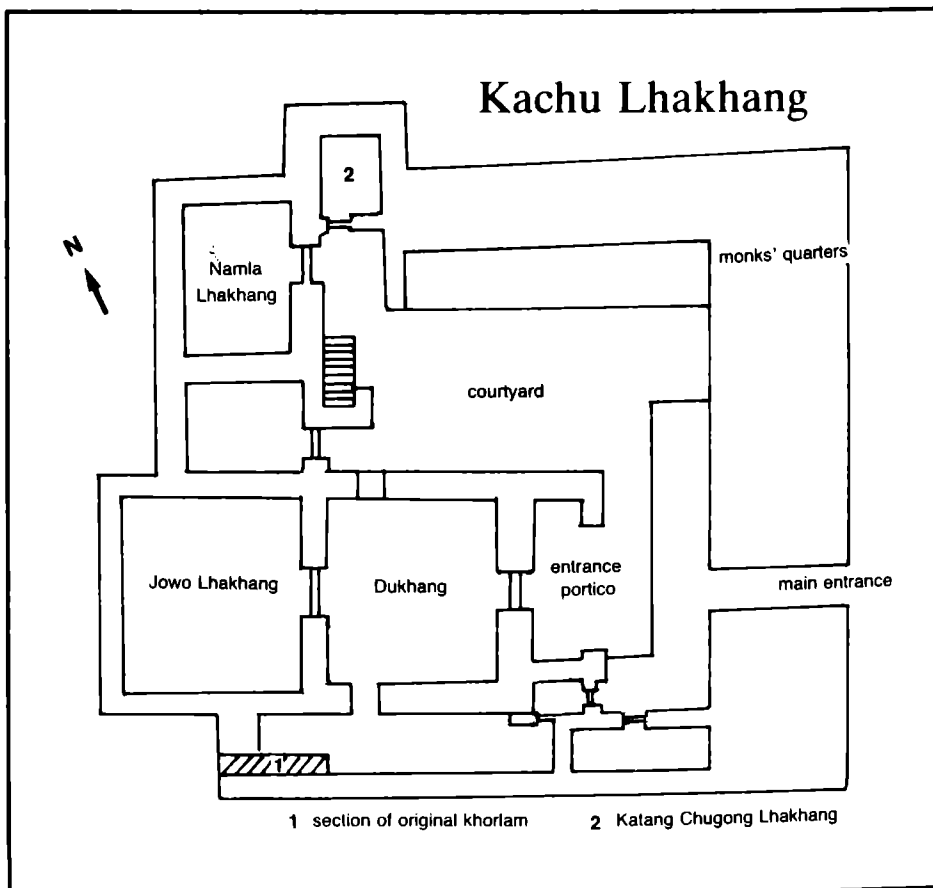 Kachu Lhakhang
2
N
Namla
Lhakhang
monks' quarters
courtyard
Jowo Lhakhang
Dukhang
entrance
portico
main entrance
1
1 section of original khorlam
2 Katang Chugong Lhakhang